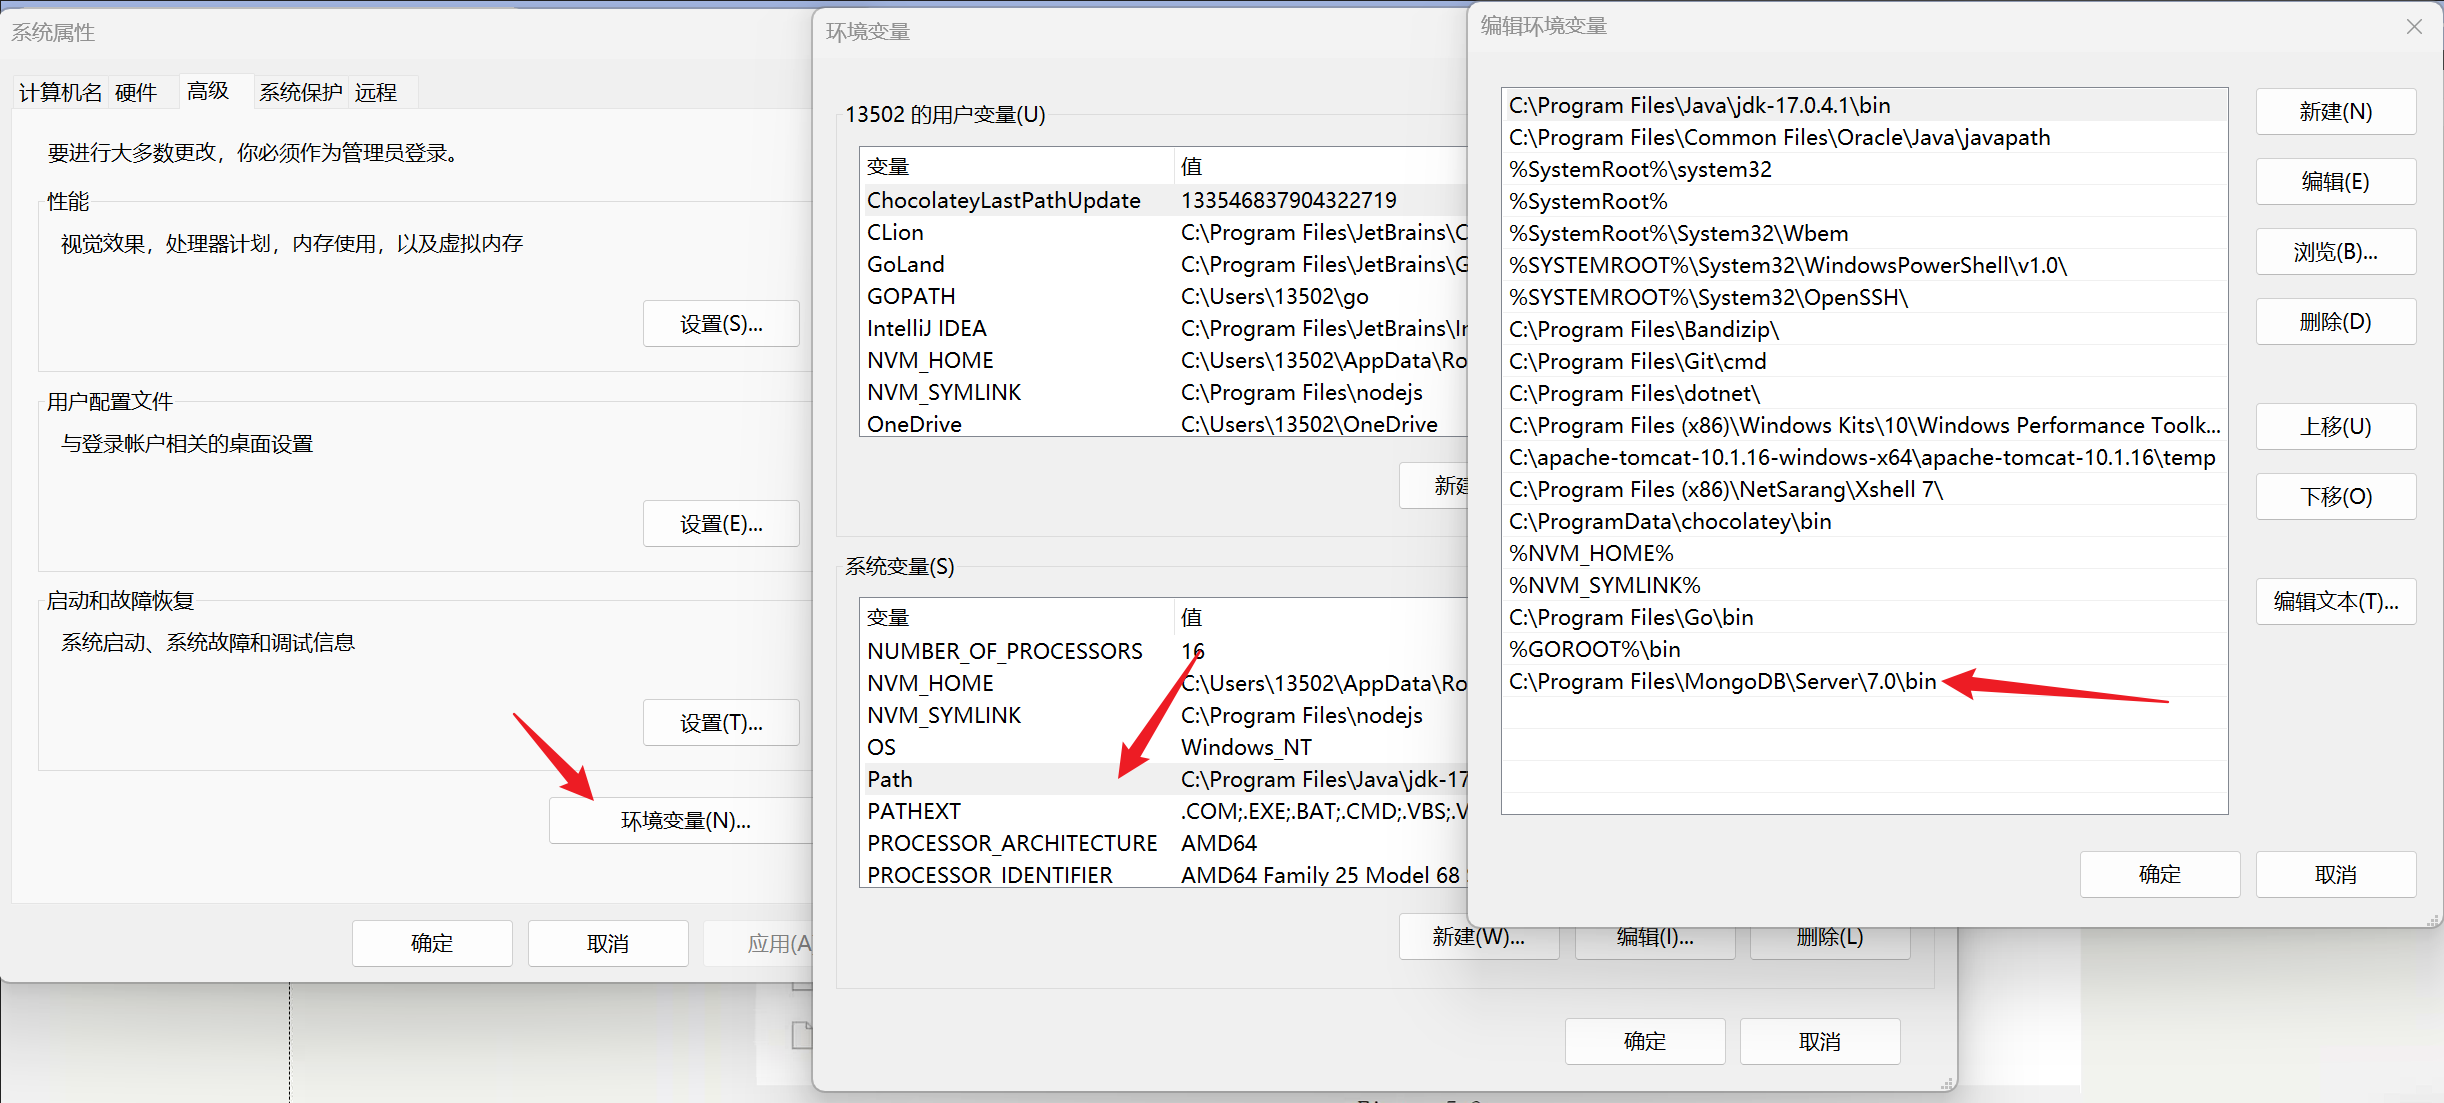 系统属性
计算机名 硬件 高级 系统保护 远程
要进行大多数更改，你必须作为管理员登录。
性能
视觉效果，处理器计划，内存使用，以及虚拟内存
设置(S)...
用户配置文件
与登录帐户相关的桌面设置
设置(E)...
启动和故障恢复
系统启动、系统故障和调试信息
设置(T)...
环境变量(N)...
确定 取消 应用(A
环境变量
13502 的用户变量(U)
变量 值
ChocolateyLastPathUpdate 133546837904322719
CLion C:\Program Files\JetBrains\C
GoLand C:\Program Files\JetBrains\G
GOPATH C:\Users\13502\go
IntelliJ IDEA C:\Program Files\JetBrains\Ir
NVM_HOME C:\Users\13502\AppData\Ro
NVM_SYMLINK C:\Program Files\nodejs
OneDrive C:\Users\13502\OneDrive
新建
系统变量(S)
变量 值
NUMBER_OF_PROCESSORS 16
NVM_HOME C:\Users\13502\AppData\Ro
NVM_SYMLINK C:\Program Files\nodejs
OS Windows_NT
Path C:\Program Files\Java\jdk-17
PATHEXT .COM;.EXE;.BAT;.CMD;.VBS;.V
PROCESSOR_ARCHITECTURE AMD64
PROCESSOR_IDENTIFIER AMD64 Family 25 Model 68
新建(W)... 编辑(I)... 删除(L)
确定 取消
编辑环境变量
C:\Program Files\Java\jdk-17.0.4.1\bin
C:\Program Files\Common Files\Oracle\Java\javapath
%SystemRoot%\system32
%SystemRoot%
%SystemRoot%\System32\Wbem
%SYSTEMROOT%\System32\WindowsPowerShell\v1.0\
%SYSTEMROOT%\System32\OpenSSH\
C:\Program Files\Bandizip\
C:\Program Files\Git\cmd
C:\Program Files\dotnet\
C:\Program Files (x86)\Windows Kits\10\Windows Performance Toolk...
C:\apache-tomcat-10.1.16-windows-x64\apache-tomcat-10.1.16\temp
C:\Program Files (x86)\NetSarang\Xshell 7\
C:\ProgramData\chocolatey\bin
%NVM_HOME%
%NVM_SYMLINK%
C:\Program Files\Go\bin
%GOROOT%\bin
C:\Program Files\MongoDB\Server\7.0\bin
新建(N)
编辑(E)
浏览(B)...
删除(D)
上移(U)
下移(O)
编辑文本(T)...
确定 取消